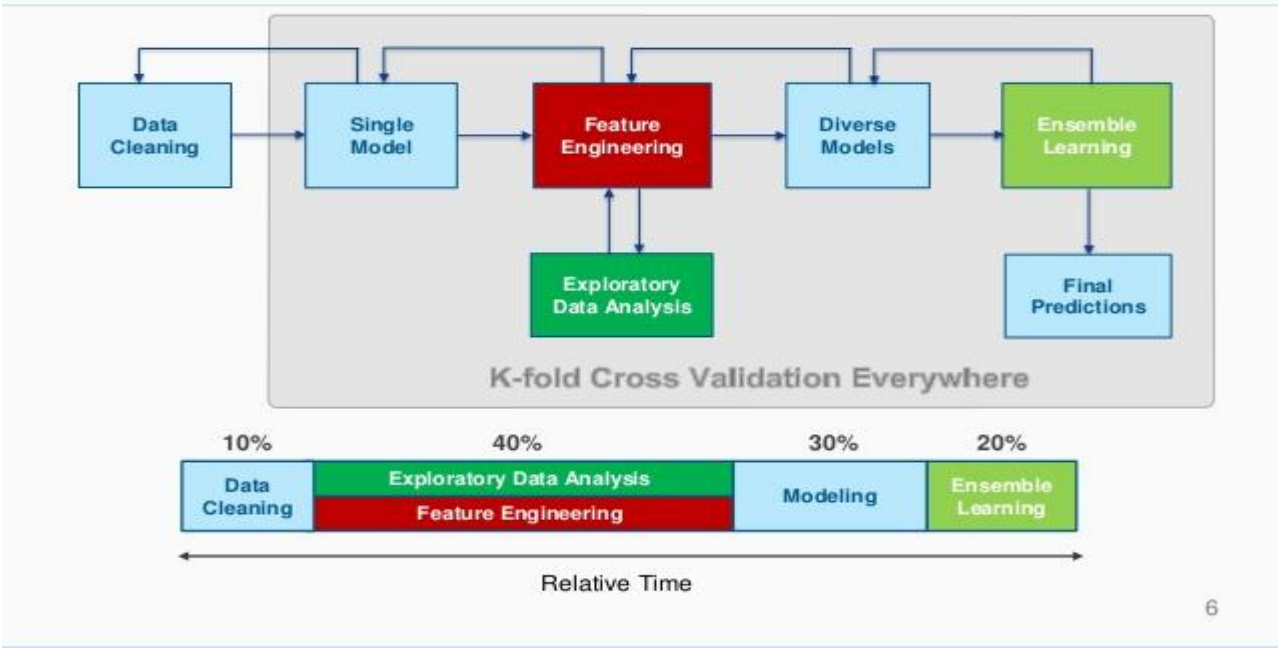 Data
Cleaning
Single
Model
Feature
Engineering
Diverse
Models
Ensemble
Learning
Exploratory
Data Analysis
Final
Predictions
K-fold Cross Validation Everywhere
10%
40%
30%
20%
Data
Cleaning
Exploratory Data Analysis
Feature Engineering
Modeling
Ensemble
Learning
Relative Time
6